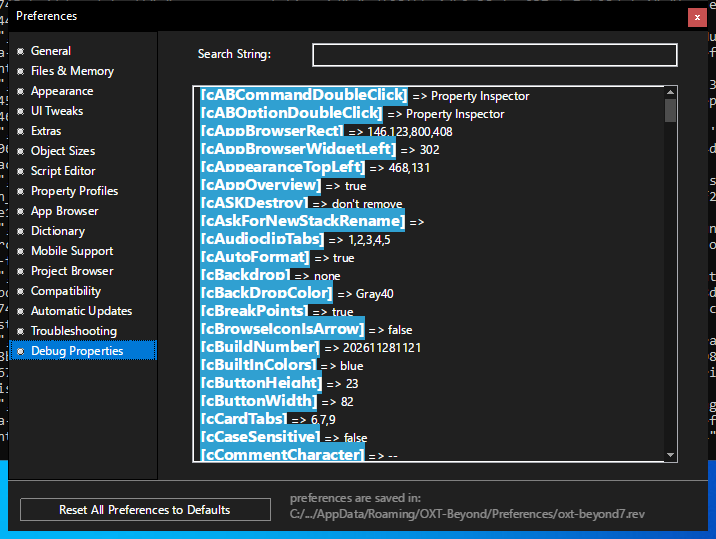 Preferences
x
General
Files & Memory
Appearance
UI Tweaks
Extras
Object Sizes
Script Editor
Property Profiles
App Browser
Dictionary
Mobile Support
Project Browser
Compatibility
Automatic Updates
Troubleshooting
Debug Properties
Search String:
[cABCommandDoubleClick] => Property Inspector
[cABOptionDoubleClick] => Property Inspector
[cAppBrowserRect] => 146,123,800,408
[cAppBrowserWidgetLeft] => 302
[cAppearanceTopLeft] => 468,131
[cAppOverview] => true
[cASKDestroy] => don't remove
[cAskForNewStackRename] =>
[cAudioclipTabs] => 1,2,3,4,5
[cAutoFormat] => true
[cBackdrop] => none
[cBackDropColor] => Gray40
[cBreakPoints] => true
[cBrowseIconIsArrow] => false
[cBuildNumber] => 202611281121
[cBuiltInColors] => blue
[cButtonHeight] => 23
[cButtonWidth] => 82
[cCardTabs] => 6,7,9
[cCaseSensitive] => false
[cCommentCharacter] => --
Reset All Preferences to Defaults
preferences are saved in:
C:/.../AppData/Roaming/OXT-Beyond/Preferences/oxt-beyond7.rev